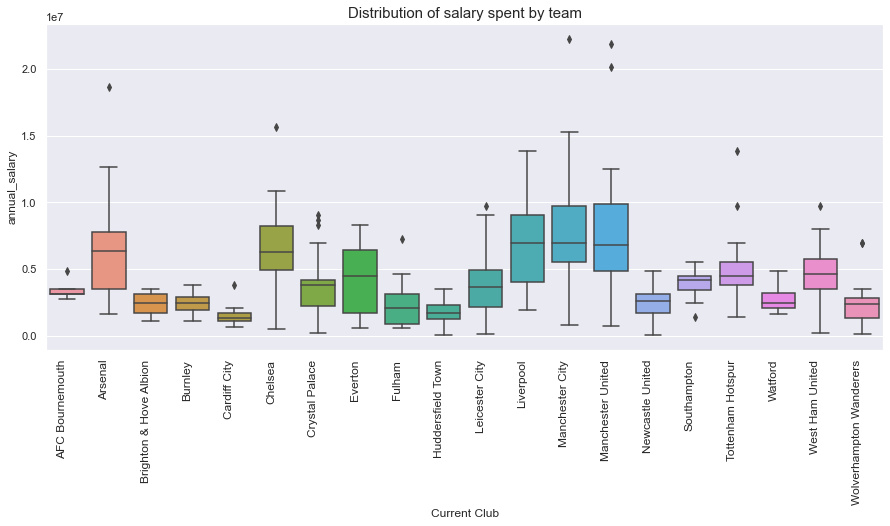 Distribution of salary spent by team
1e7
2.0
1.5
1.0
0.5
0.0
annual_salary
AFC Bournemouth
Arsenal
Brighton & Hove Albion
Burnley
Cardiff City
Chelsea
Crystal Palace
Everton
Fulham
Huddersfield Town
Leicester City
Liverpool
Manchester City
Manchester United
Newcastle United
Southampton
Tottenham Hotspur
Watford
West Ham United
Wolverhampton Wanderers
Current Club